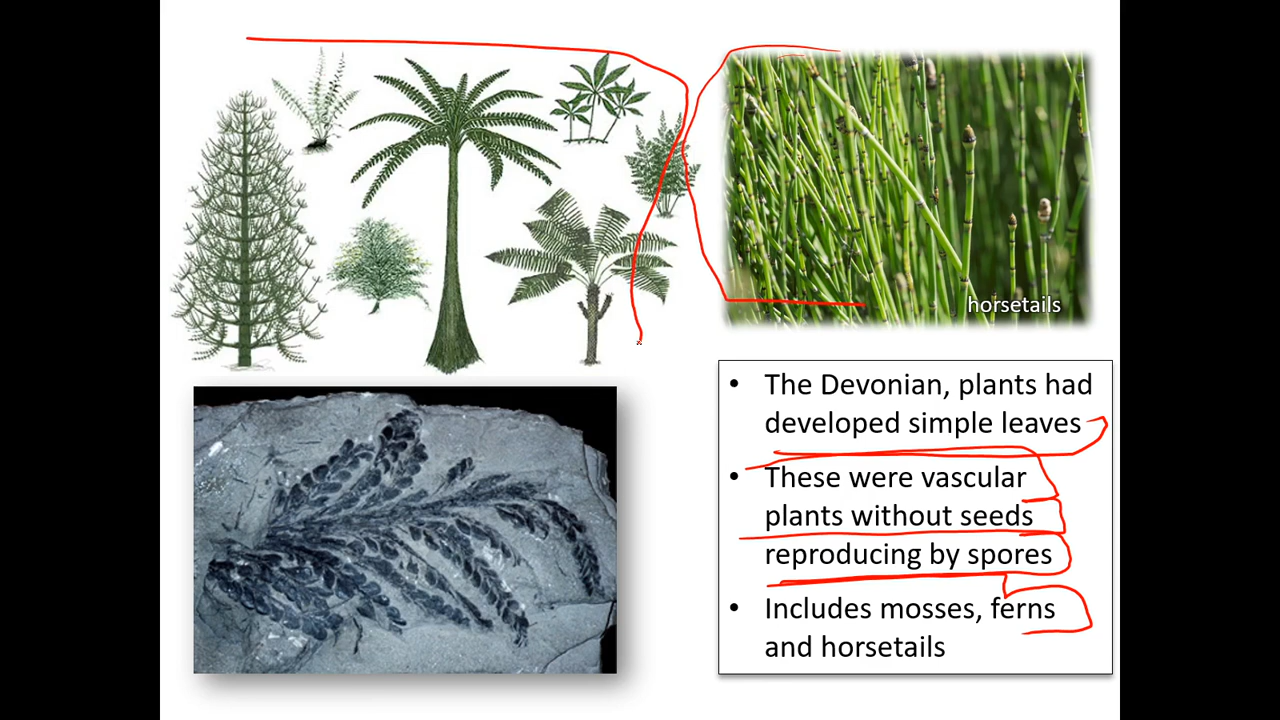 horsetails
• The Devonian, plants had
developed simple leaves
• These were vascular
plants without seeds
reproducing by spores
• Includes mosses, ferns
and horsetails